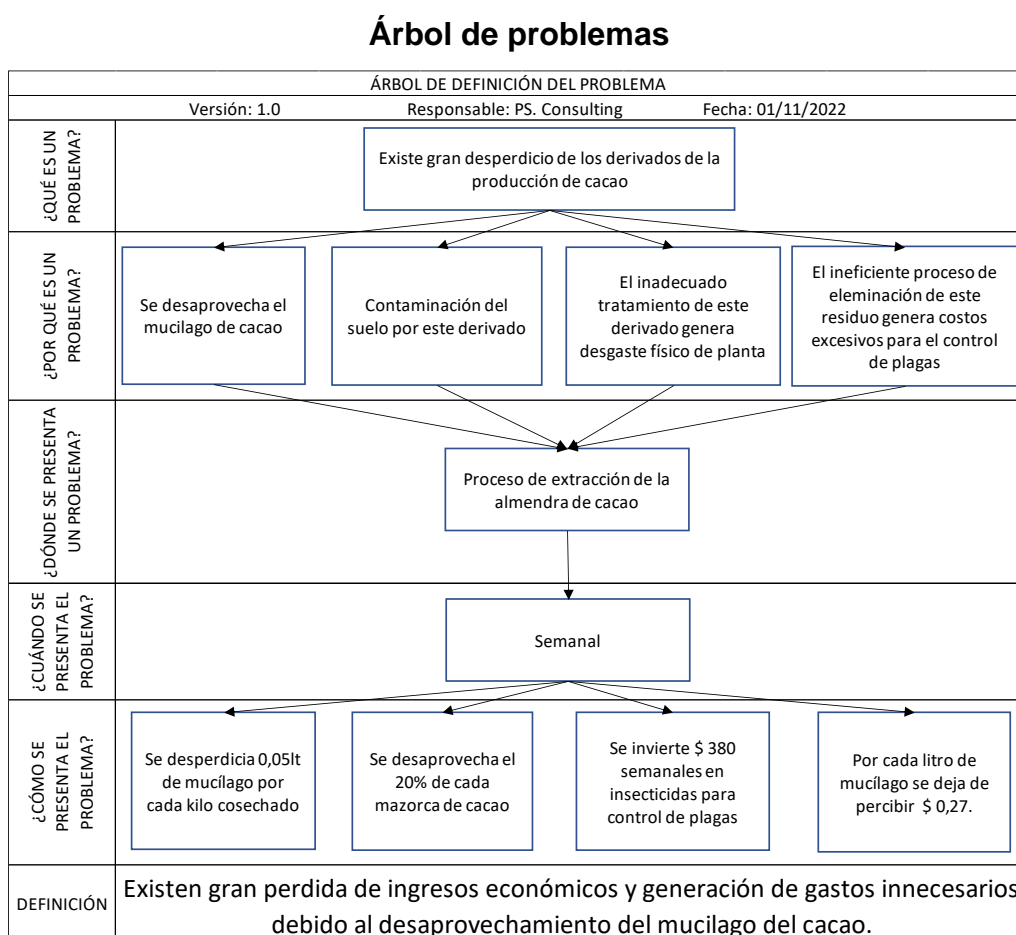 Árbol de problemas
ÁRBOL DE DEFINICIÓN DEL PROBLEMA
Versión: 1.0 Responsable: PS. Consulting Fecha: 01/11/2022
¿QUÉ ES UN
PROBLEMA?
Existe gran desperdicio de los derivados de la
producción de cacao
¿POR QUÉ ES UN
PROBLEMA?
Se desaprovecha el
mucilago de cacao
Contaminación del
suelo por este derivado
El inadecuado
tratamiento de este
derivado genera
desgaste físico de planta
El ineficiente proceso de
eleminación de este
residuo genera costos
excesivos para el control
de plagas
¿DÓNDE SE PRESENTA
UN PROBLEMA?
Proceso de extracción de la
almendra de cacao
¿CUÁNDO SE
PRESENTA EL
PROBLEMA?
Semanal
¿CÓMO SE
PRESENTA EL
PROBLEMA?
Se desperdicia 0,05lt
de mucílago por
cada kilo cosechado
Se desaprovecha el
20% de cada
mazorca de cacao
Se invierte $ 380
semanales en
insecticidas para
control de plagas
Por cada litro de
mucílago se deja de
percibir $ 0,27.
DEFINICIÓN
Existen gran perdida de ingresos económicos y generación de gastos innecesarios
debido al desaprovechamiento del mucilago del cacao.